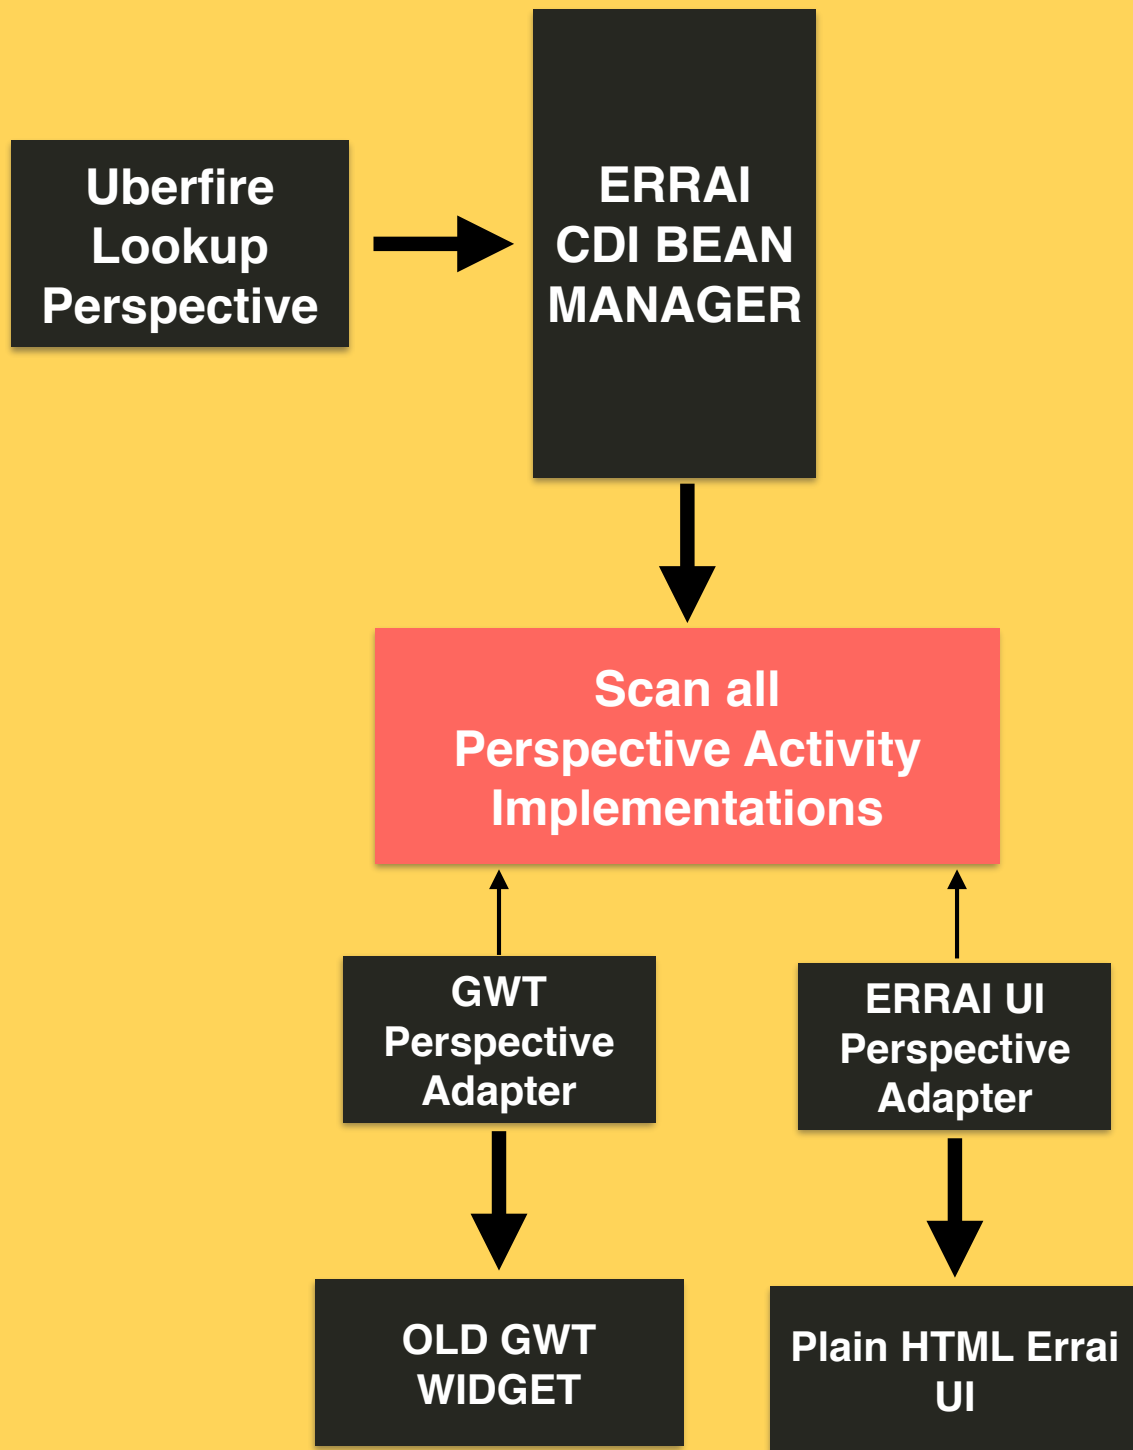 Uberfire
Lookup
Perspective
ERRAI
CDI BEAN
MANAGER
Scan all
Perspective Activity
Implementations
GWT
Perspective
Adapter
ERRAI UI
Perspective
Adapter
OLD GWT
WIDGET
Plain HTML Errai
UI